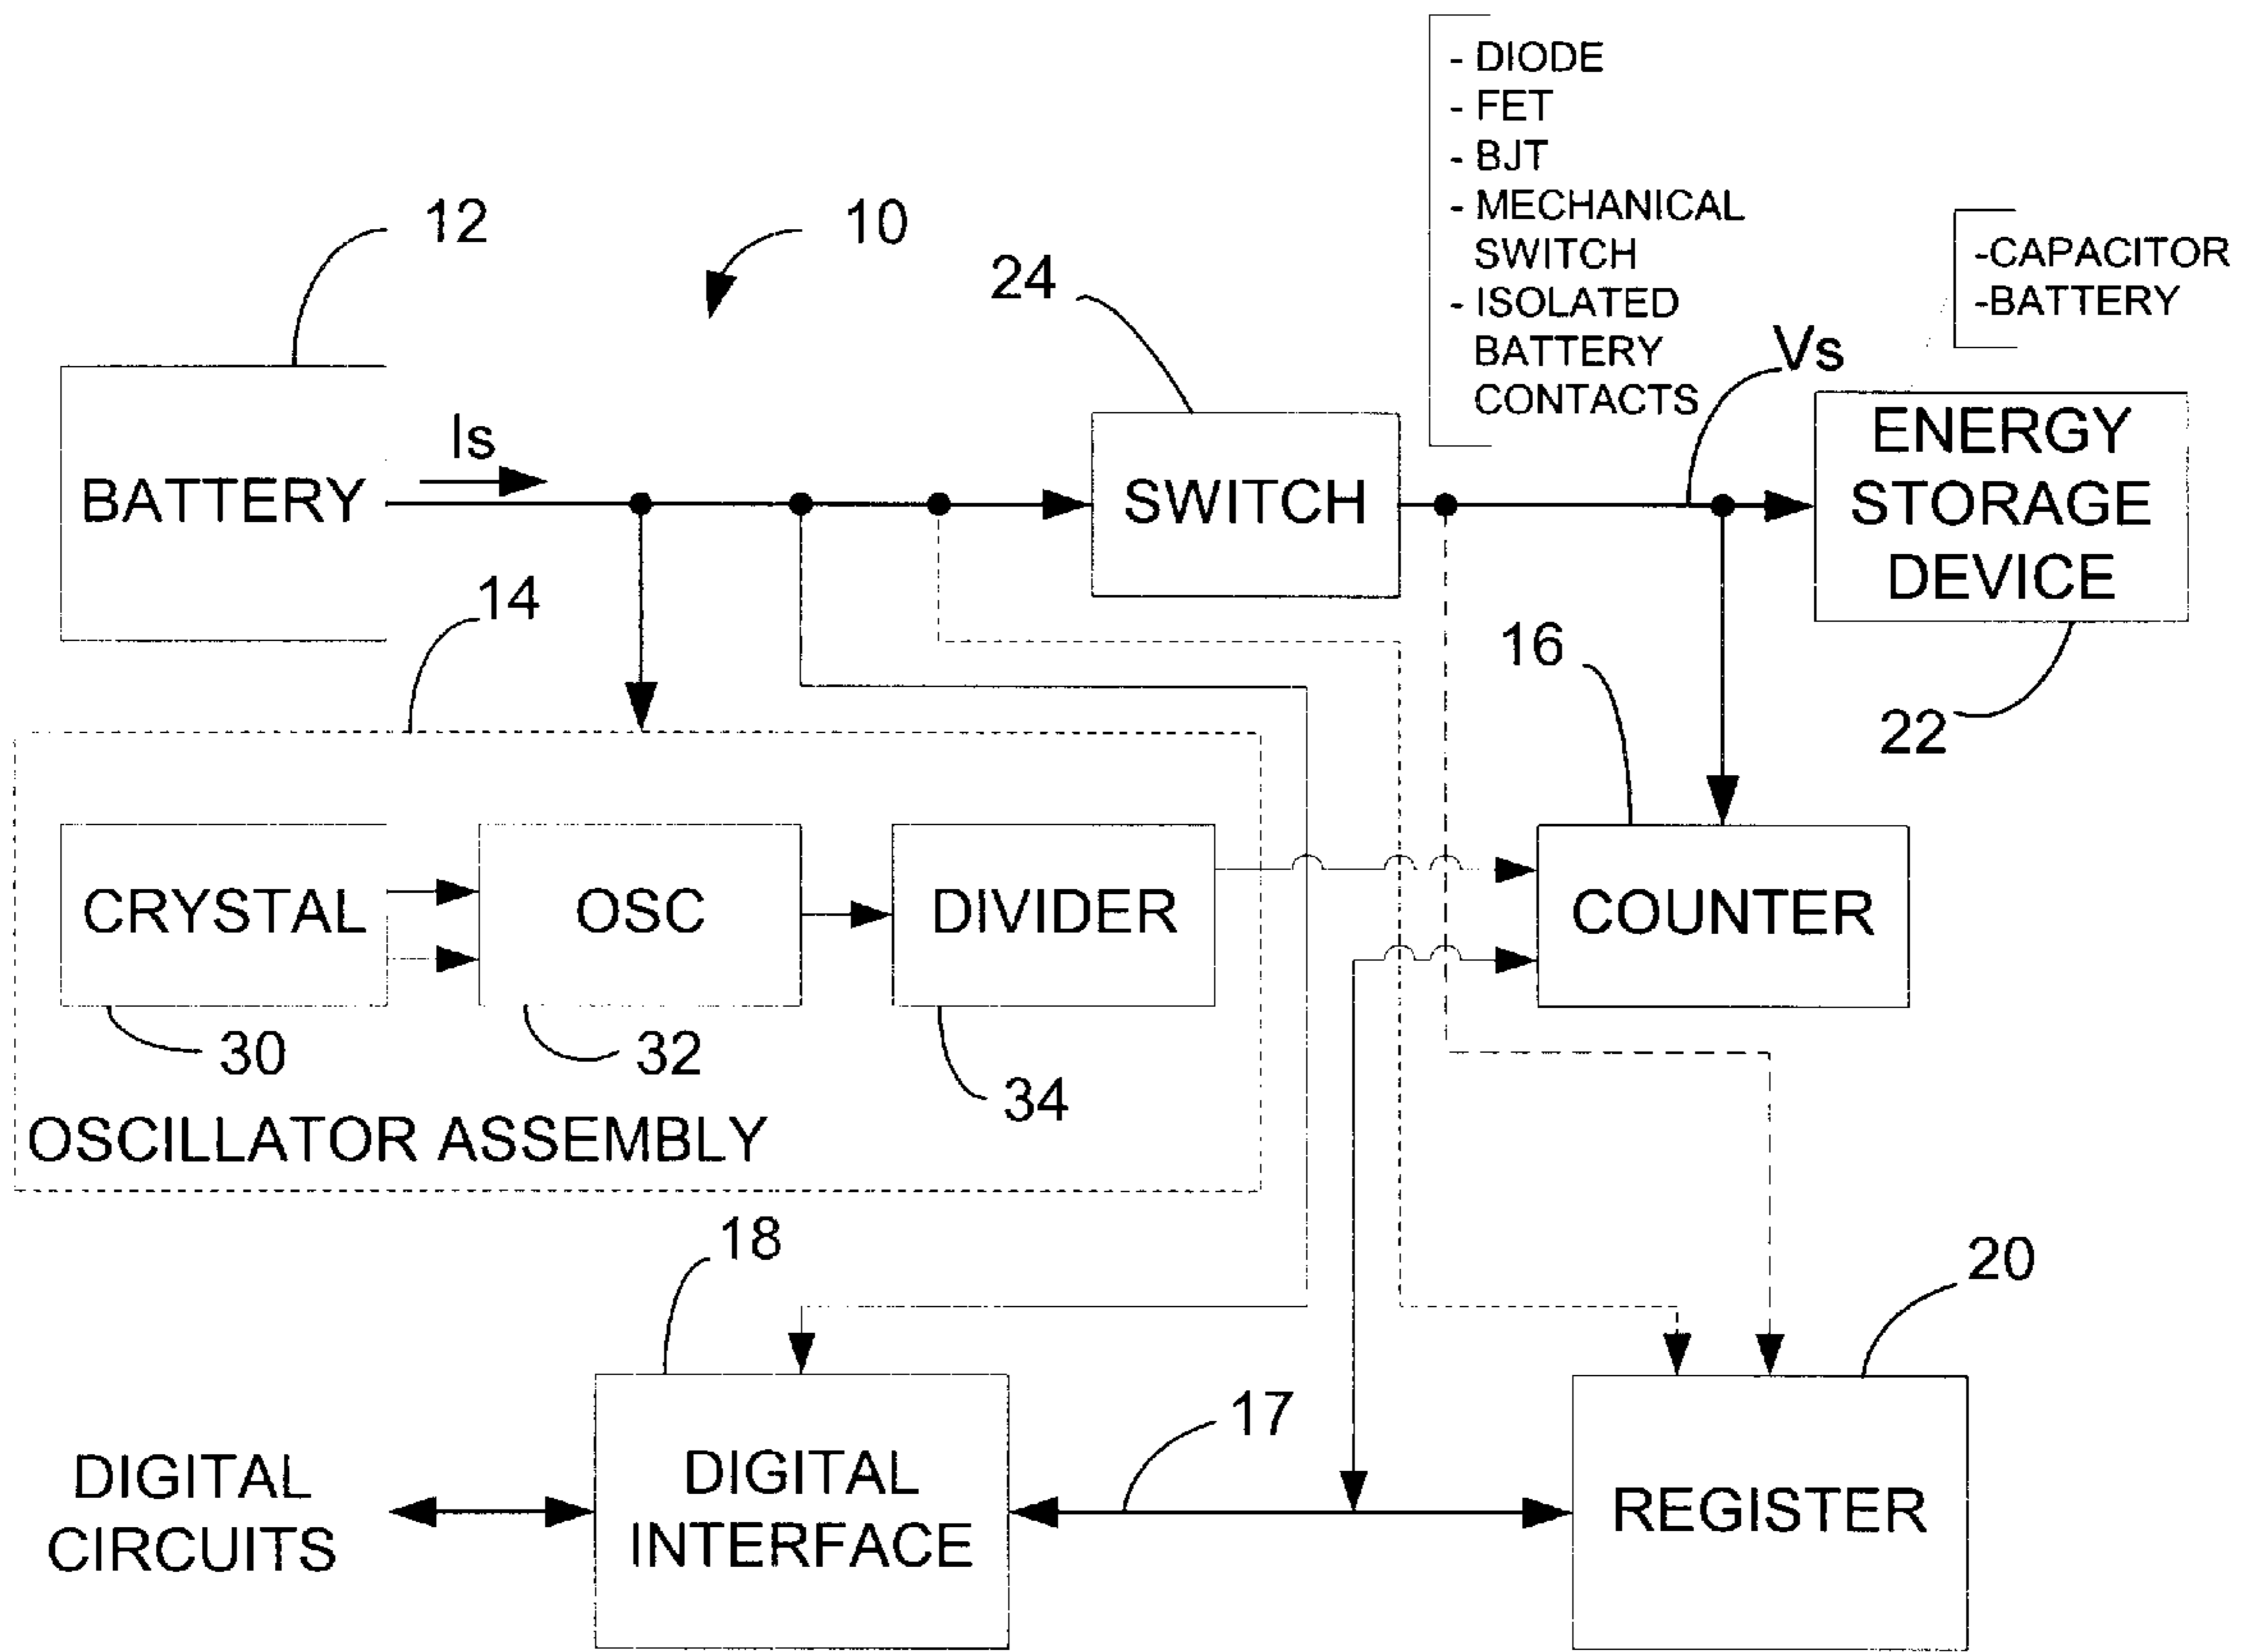 - DIODE
- FET
- BJT
- MECHANICAL
SWITCH
- ISOLATED
BATTERY
CONTACTS
-CAPACITOR
-BATTERY
12
10
24
Vs
BATTERY
Is
SWITCH
ENERGY
STORAGE
DEVICE
14
16
22
CRYSTAL
OSC
DIVIDER
COUNTER
30
32
34
OSCILLATOR ASSEMBLY
18
20
17
DIGITAL
CIRCUITS
DIGITAL
INTERFACE
REGISTER